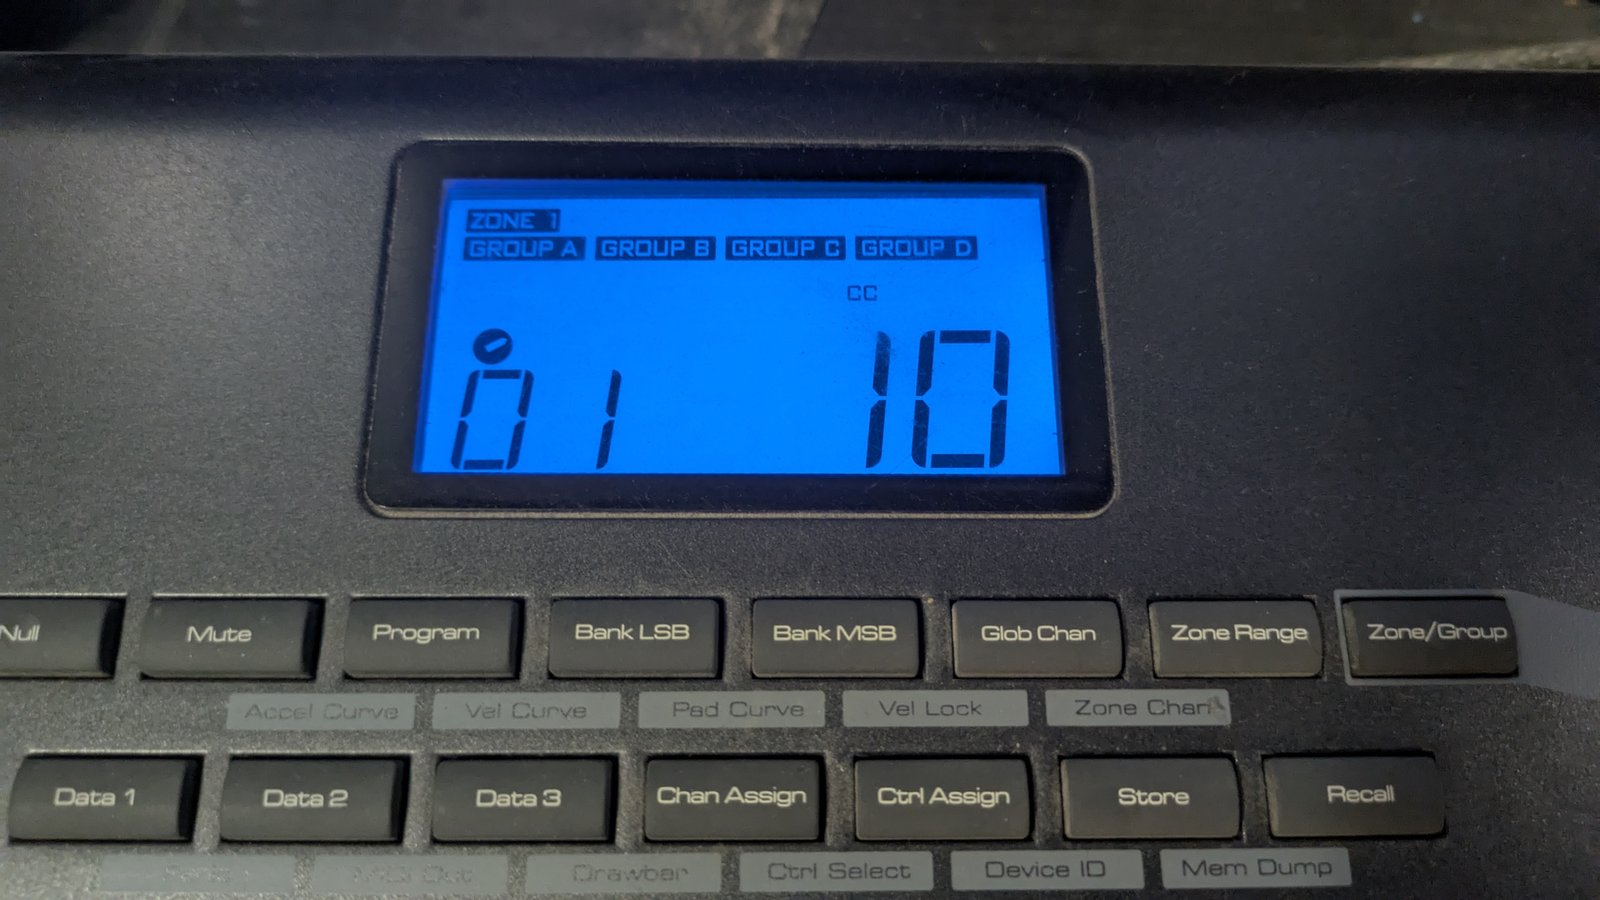 ZONE 1
GROUP A GROUP B GROUP C GROUP D
CC
01 10
Null Mute Program Bank LSB Bank MSB Glob Chan Zone Range Zone/Group
Accel Curve Vel Curve Pad Curve Vel Lock Zone Chan
Data 1 Data 2 Data 3 Chan Assign Ctrl Assign Store Recall
MIDI Out Drawbar Ctrl Select Device ID Mem Dump